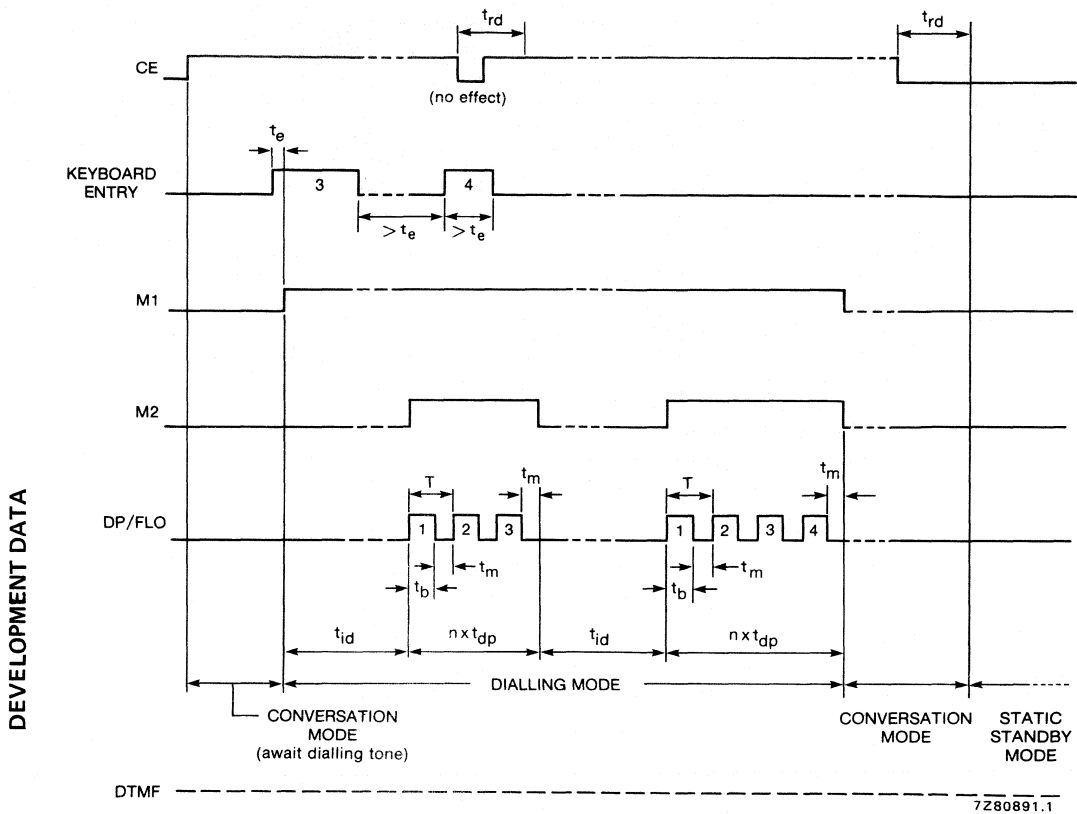 t_rd
t_rd
CE
(no effect)
t_e
KEYBOARD
ENTRY
3
4
> t_e
> t_e
M1
M2
t_m
t_m
T
T
DP/FLO
1 2 3
1 2 3 4
t_m
t_m
t_b
t_b
t_id
n x t_dp
t_id
n x t_dp
DIALLING MODE
CONVERSATION
MODE
(await dialling tone)
CONVERSATION
MODE
STATIC
STANDBY
MODE
DTMF
7Z80891.1
DEVELOPMENT DATA